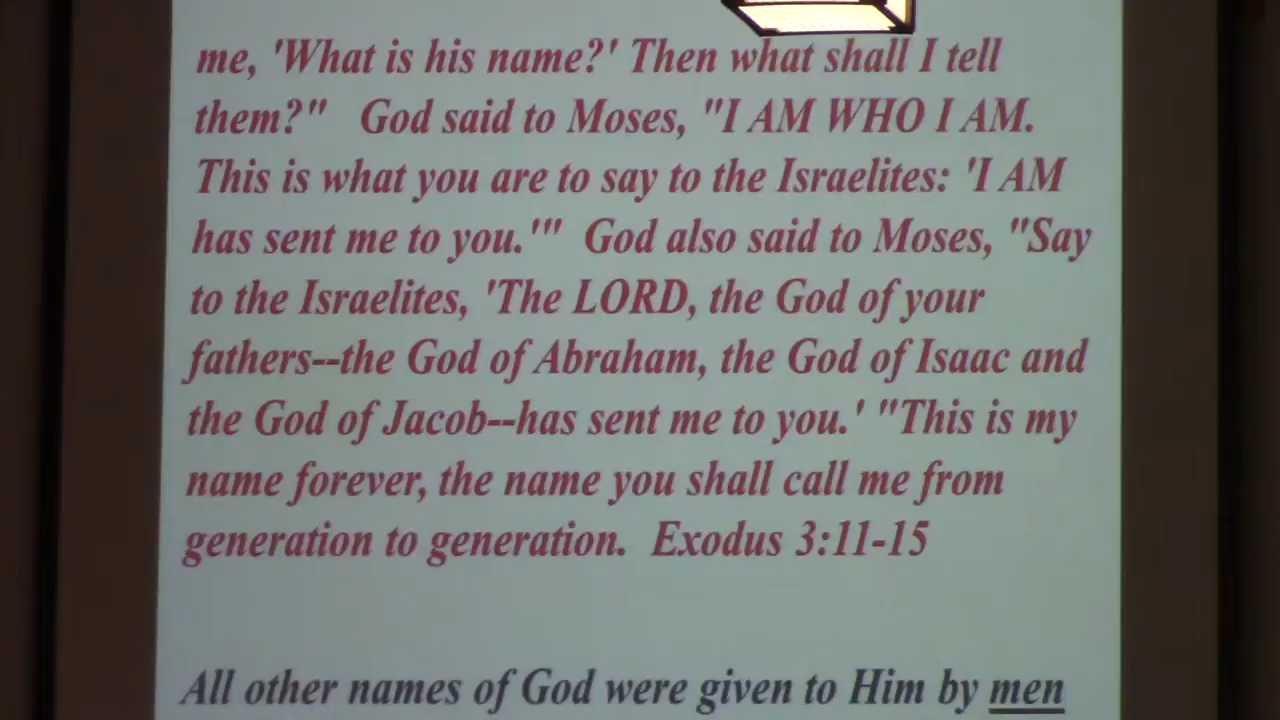 me, 'What is his name?' Then what shall I tell
them?" God said to Moses, "I AM WHO I AM.
This is what you are to say to the Israelites: 'I AM
has sent me to you.'" God also said to Moses, "Say
to the Israelites, 'The LORD, the God of your
fathers--the God of Abraham, the God of Isaac and
the God of Jacob--has sent me to you.' "This is my
name forever, the name you shall call me from
generation to generation. Exodus 3:11-15
All other names of God were given to Him by men